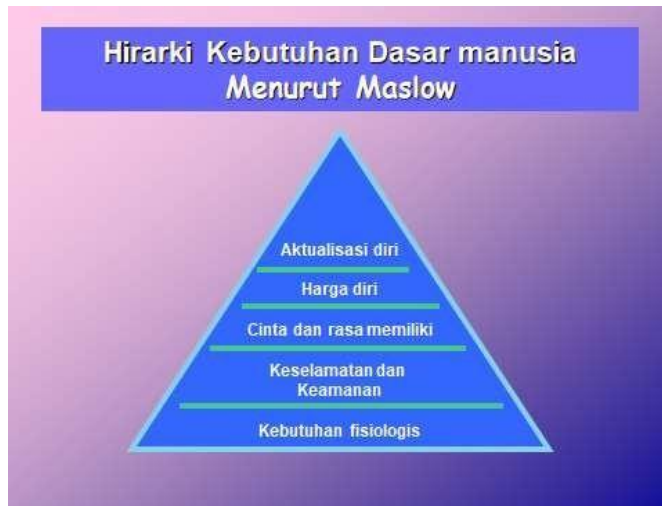 Hirarki Kebutuhan Dasar manusia
Menurut Maslow
Aktualisasi diri
Harga diri
Cinta dan rasa memiliki
Keselamatan dan
Keamanan
Kebutuhan fisiologis